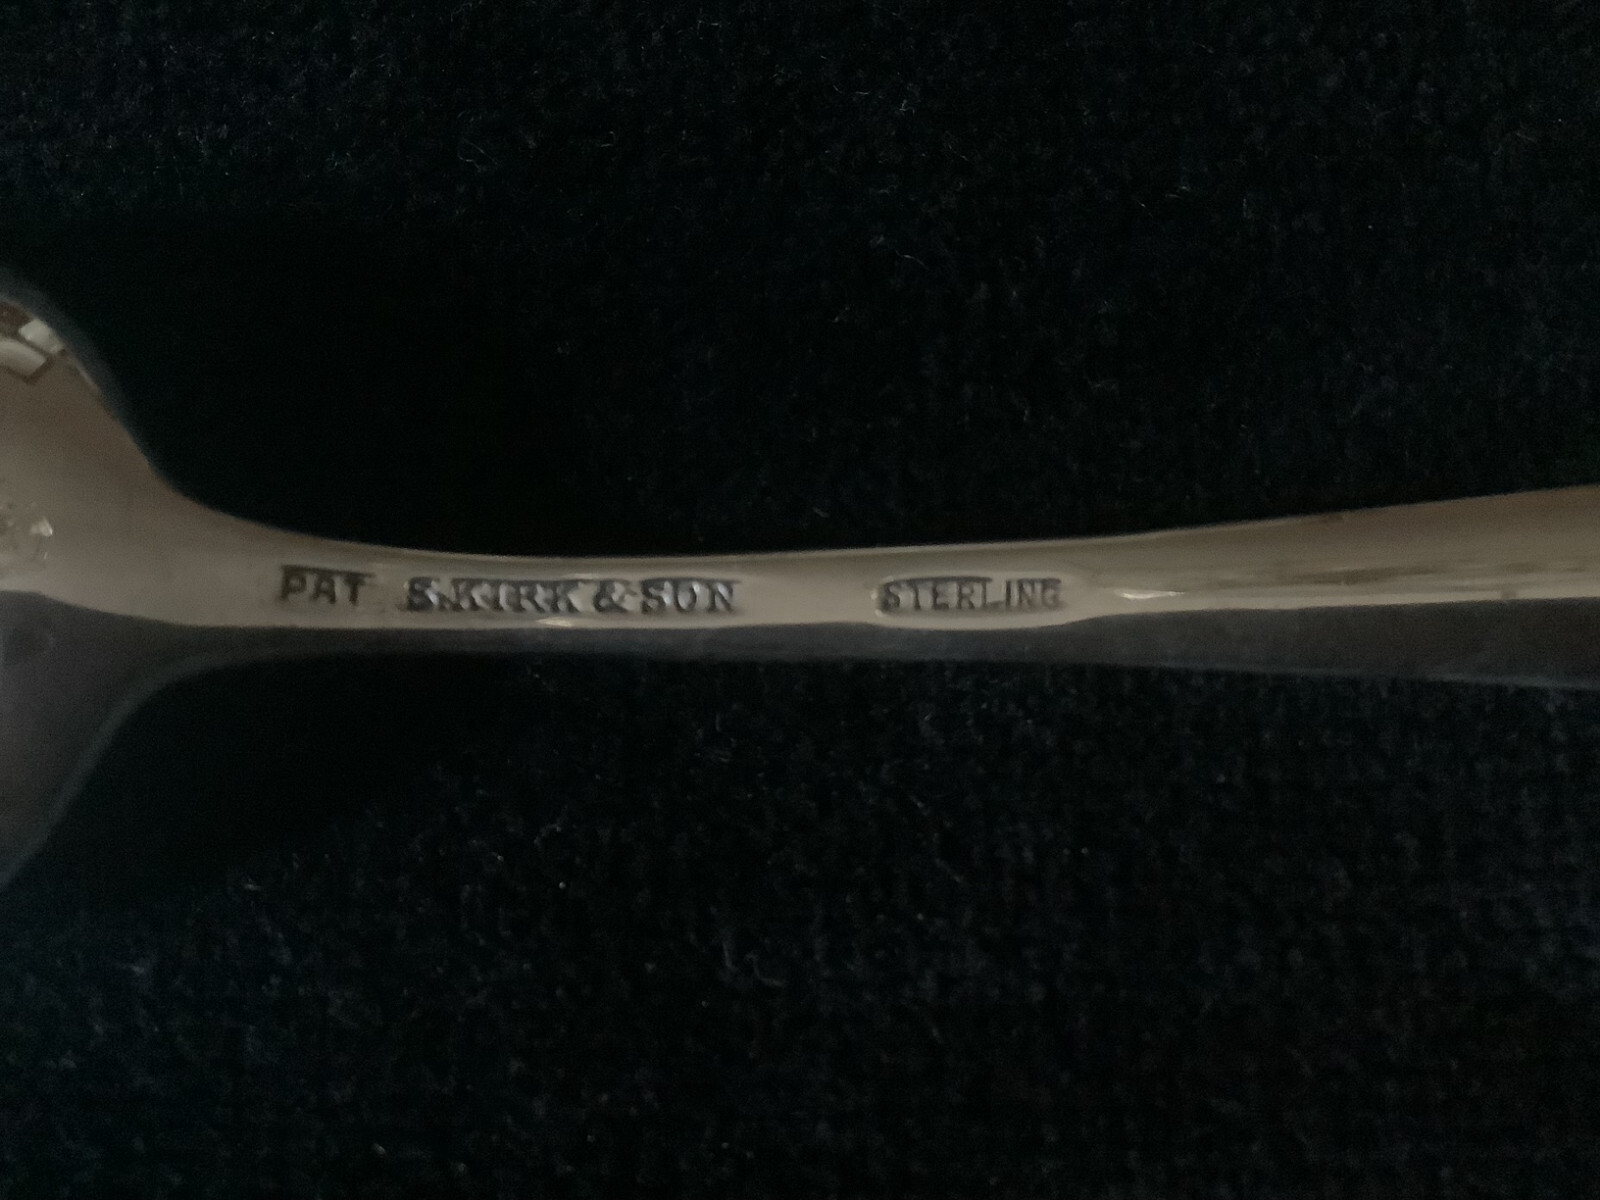 PAT S.KIRK & SON STERLING